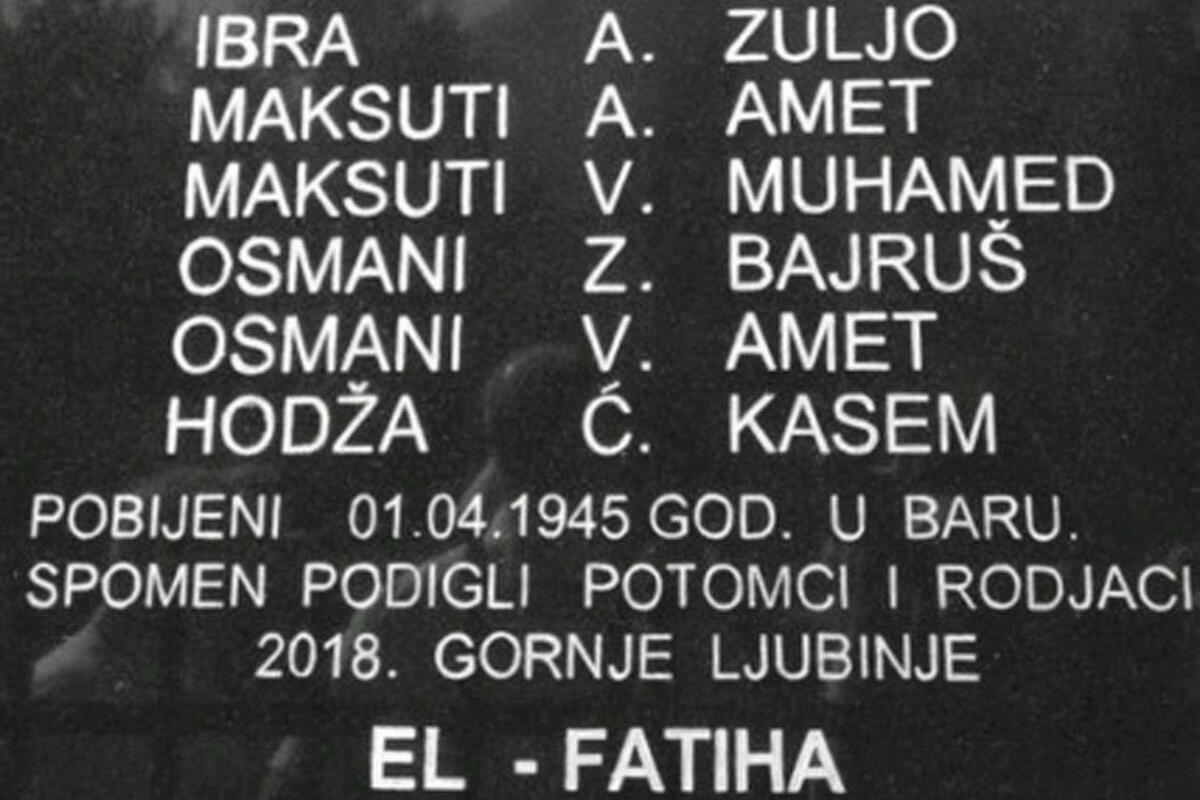 IBRA A. ZULJO
MAKSUTI A. AMET
MAKSUTI V. MUHAMED
OSMANI Z. BAJRUŠ
OSMANI V. AMET
HODŽA Ć. KASEM
POBIJENI 01.04.1945 GOD. U BARU.
SPOMEN PODIGLI POTOMCI I RODJACI
2018. GORNJE LJUBINJE
EL - FATIHA